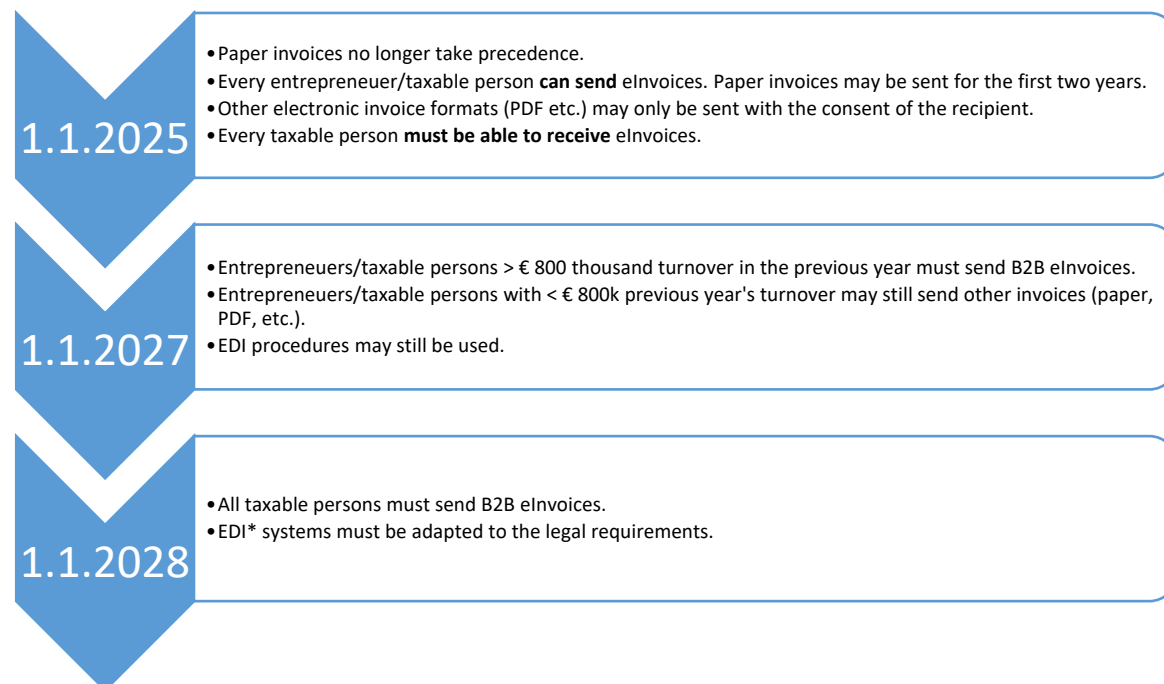 1.1.2025
•Paper invoices no longer take precedence.
•Every entrepreneuer/taxable person can send eInvoices. Paper invoices may be sent for the first two years.
•Other electronic invoice formats (PDF etc.) may only be sent with the consent of the recipient.
•Every taxable person must be able to receive eInvoices.
1.1.2027
•Entrepreneuers/taxable persons > € 800 thousand turnover in the previous year must send B2B eInvoices.
•Entrepreneuers/taxable persons with < € 800k previous year's turnover may still send other invoices (paper,
PDF, etc.).
•EDI procedures may still be used.
1.1.2028
•All taxable persons must send B2B eInvoices.
•EDI* systems must be adapted to the legal requirements.